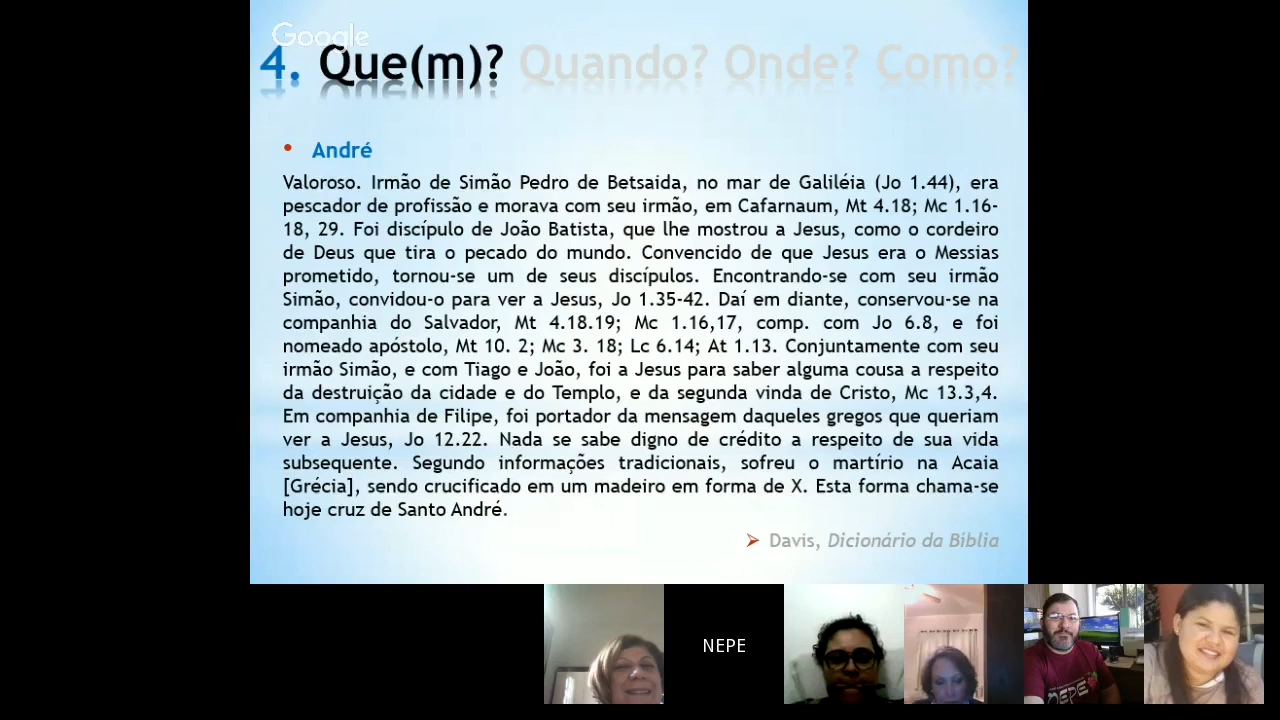 Google
4. Que(m)? Quando? Onde? Como?
• André
Valoroso. Irmão de Simão Pedro de Betsaida, no mar de Galiléia (Jo 1.44), era
pescador de profissão e morava com seu irmão, em Cafarnaum, Mt 4.18; Mc 1.16-
18, 29. Foi discípulo de João Batista, que lhe mostrou a Jesus, como o cordeiro
de Deus que tira o pecado do mundo. Convencido de que Jesus era o Messias
prometido, tornou-se um de seus discípulos. Encontrando-se com seu irmão
Simão, convidou-o para ver a Jesus, Jo 1.35-42. Daí em diante, conservou-se na
companhia do Salvador, Mt 4.18.19; Mc 1.16,17, comp. com Jo 6.8, e foi
nomeado apóstolo, Mt 10. 2; Mc 3. 18; Lc 6.14; At 1.13. Conjuntamente com seu
irmão Simão, e com Tiago e João, foi a Jesus para saber alguma cousa a respeito
da destruição da cidade e do Templo, e da segunda vinda de Cristo, Mc 13.3,4.
Em companhia de Filipe, foi portador da mensagem daqueles gregos que queriam
ver a Jesus, Jo 12.22. Nada se sabe digno de crédito a respeito de sua vida
subsequente. Segundo informações tradicionais, sofreu o martírio na Acaia
[Grécia], sendo crucificado em um madeiro em forma de X. Esta forma chama-se
hoje cruz de Santo André.
Davis, Dicionário da Bíblia
NEPE
NEPE